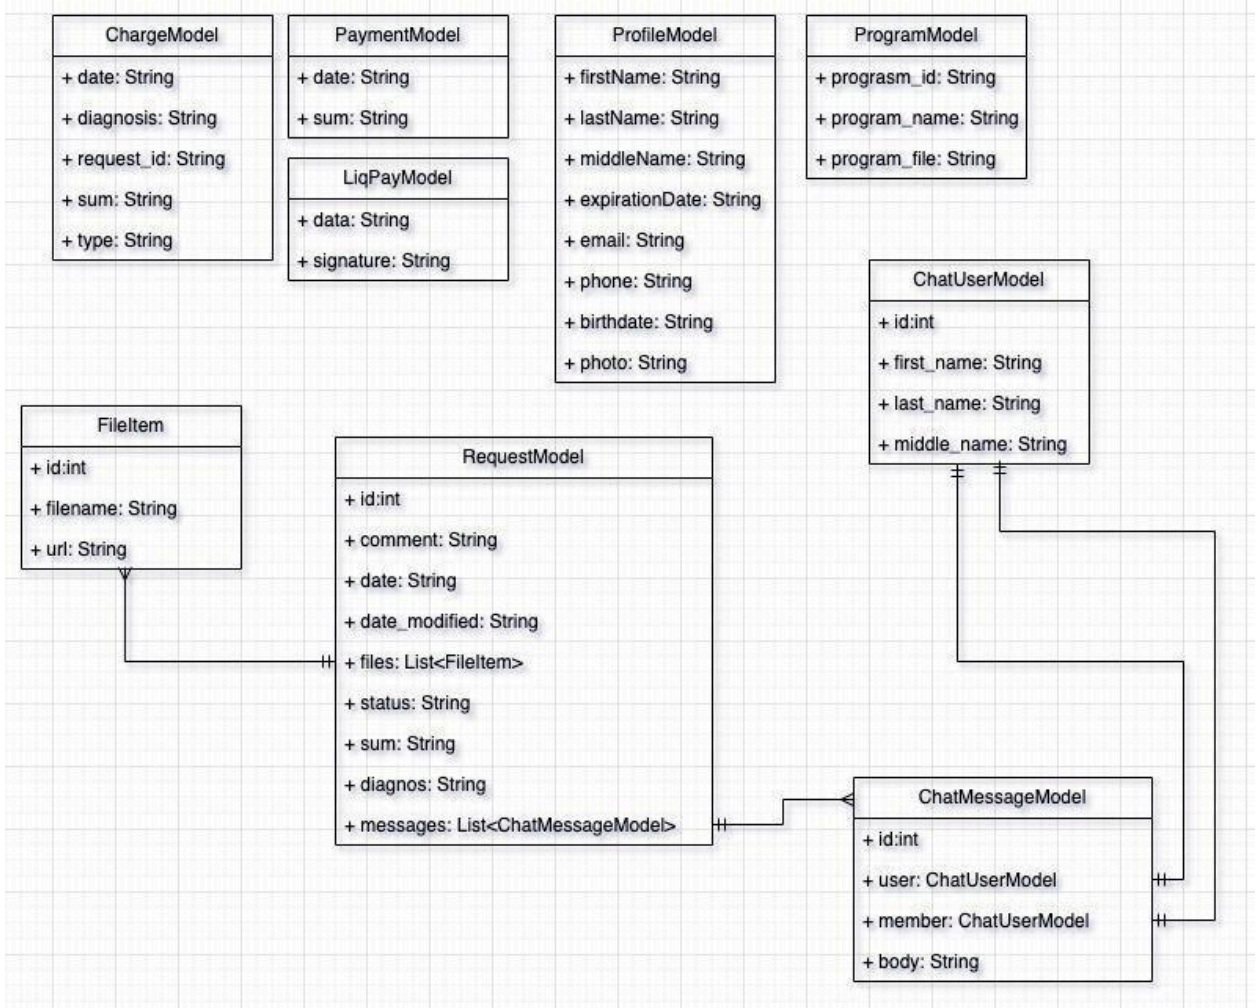 ChargeModel
+ date: String
+ diagnosis: String
+ request_id: String
+ sum: String
+ type: String
PaymentModel
+ date: String
+ sum: String
LiqPayModel
+ data: String
+ signature: String
ProfileModel
+ firstName: String
+ lastName: String
+ middleName: String
+ expirationDate: String
+ email: String
+ phone: String
+ birthdate: String
+ photo: String
ProgramModel
+ prograsm_id: String
+ program_name: String
+ program_file: String
ChatUserModel
+ id:int
+ first_name: String
+ last_name: String
+ middle_name: String
FileItem
+ id:int
+ filename: String
+ url: String
RequestModel
+ id:int
+ comment: String
+ date: String
+ date_modified: String
+ files: List<FileItem>
+ status: String
+ sum: String
+ diagnos: String
+ messages: List<ChatMessageModel>
ChatMessageModel
+ id:int
+ user: ChatUserModel
+ member: ChatUserModel
+ body: String